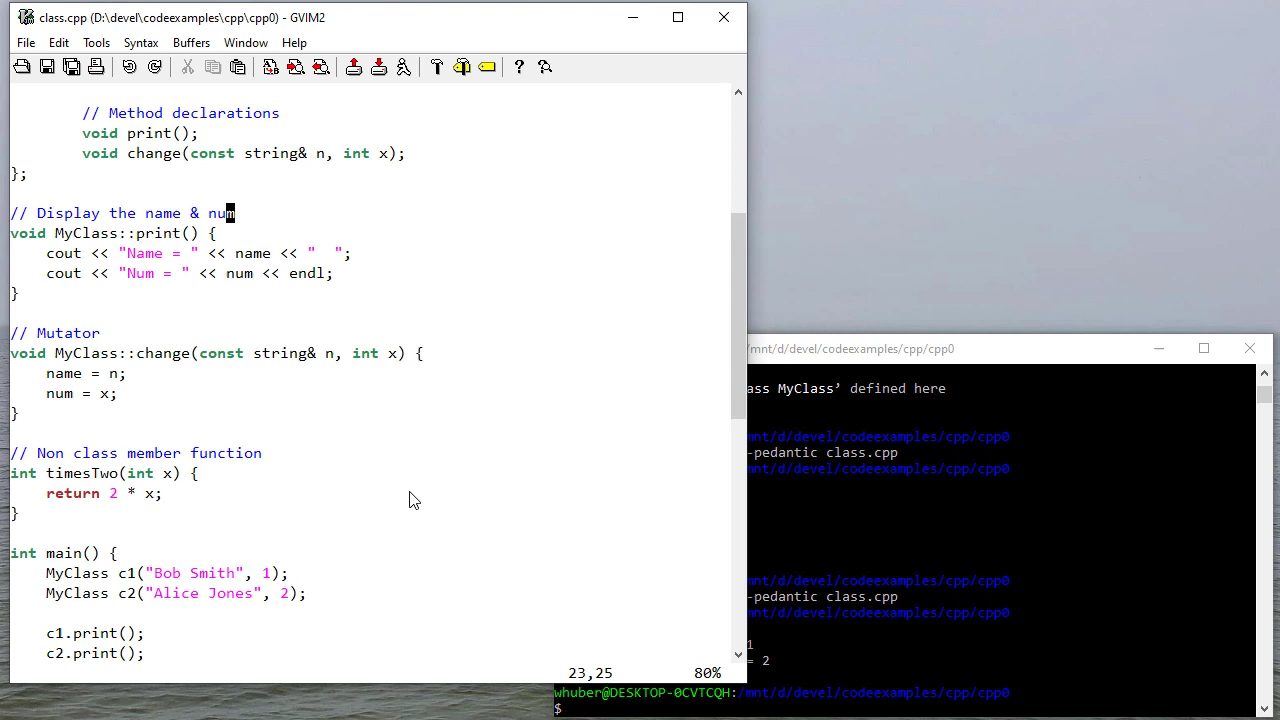 class.cpp (D:\devel\codeexamples\cpp\cpp0) - GVIM2
File Edit Tools Syntax Buffers Window Help
// Method declarations
void print();
void change(const string& n, int x);
};
// Display the name & num
void MyClass::print() {
cout << "Name = " << name << "  ";
cout << "Num = " << num << endl;
}
// Mutator
void MyClass::change(const string& n, int x) {
name = n;
num = x;
}
// Non class member function
int timesTwo(int x) {
return 2 * x;
}
int main() {
MyClass c1("Bob Smith", 1);
MyClass c2("Alice Jones", 2);
c1.print();
c2.print();
23,25 80%
/mnt/d/devel/codeexamples/cpp/cpp0
ass MyClass’ defined here
mnt/d/devel/codeexamples/cpp/cpp0
-pedantic class.cpp
mnt/d/devel/codeexamples/cpp/cpp0
mnt/d/devel/codeexamples/cpp/cpp0
-pedantic class.cpp
mnt/d/devel/codeexamples/cpp/cpp0
1
= 2
whuber@DESKTOP-0CVTCQH:/mnt/d/devel/codeexamples/cpp/cpp0
$